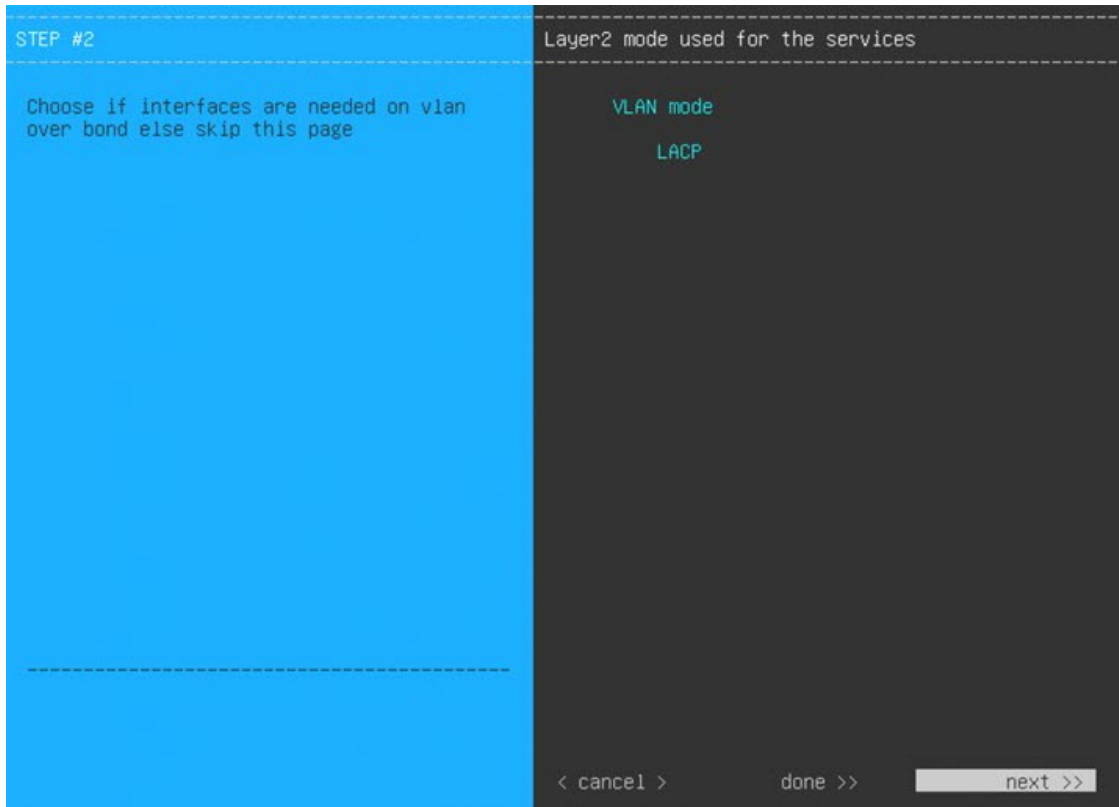 STEP #2
Choose if interfaces are needed on vlan
over bond else skip this page
Layer2 mode used for the services
VLAN mode
LACP
< cancel >
done >>
next >>